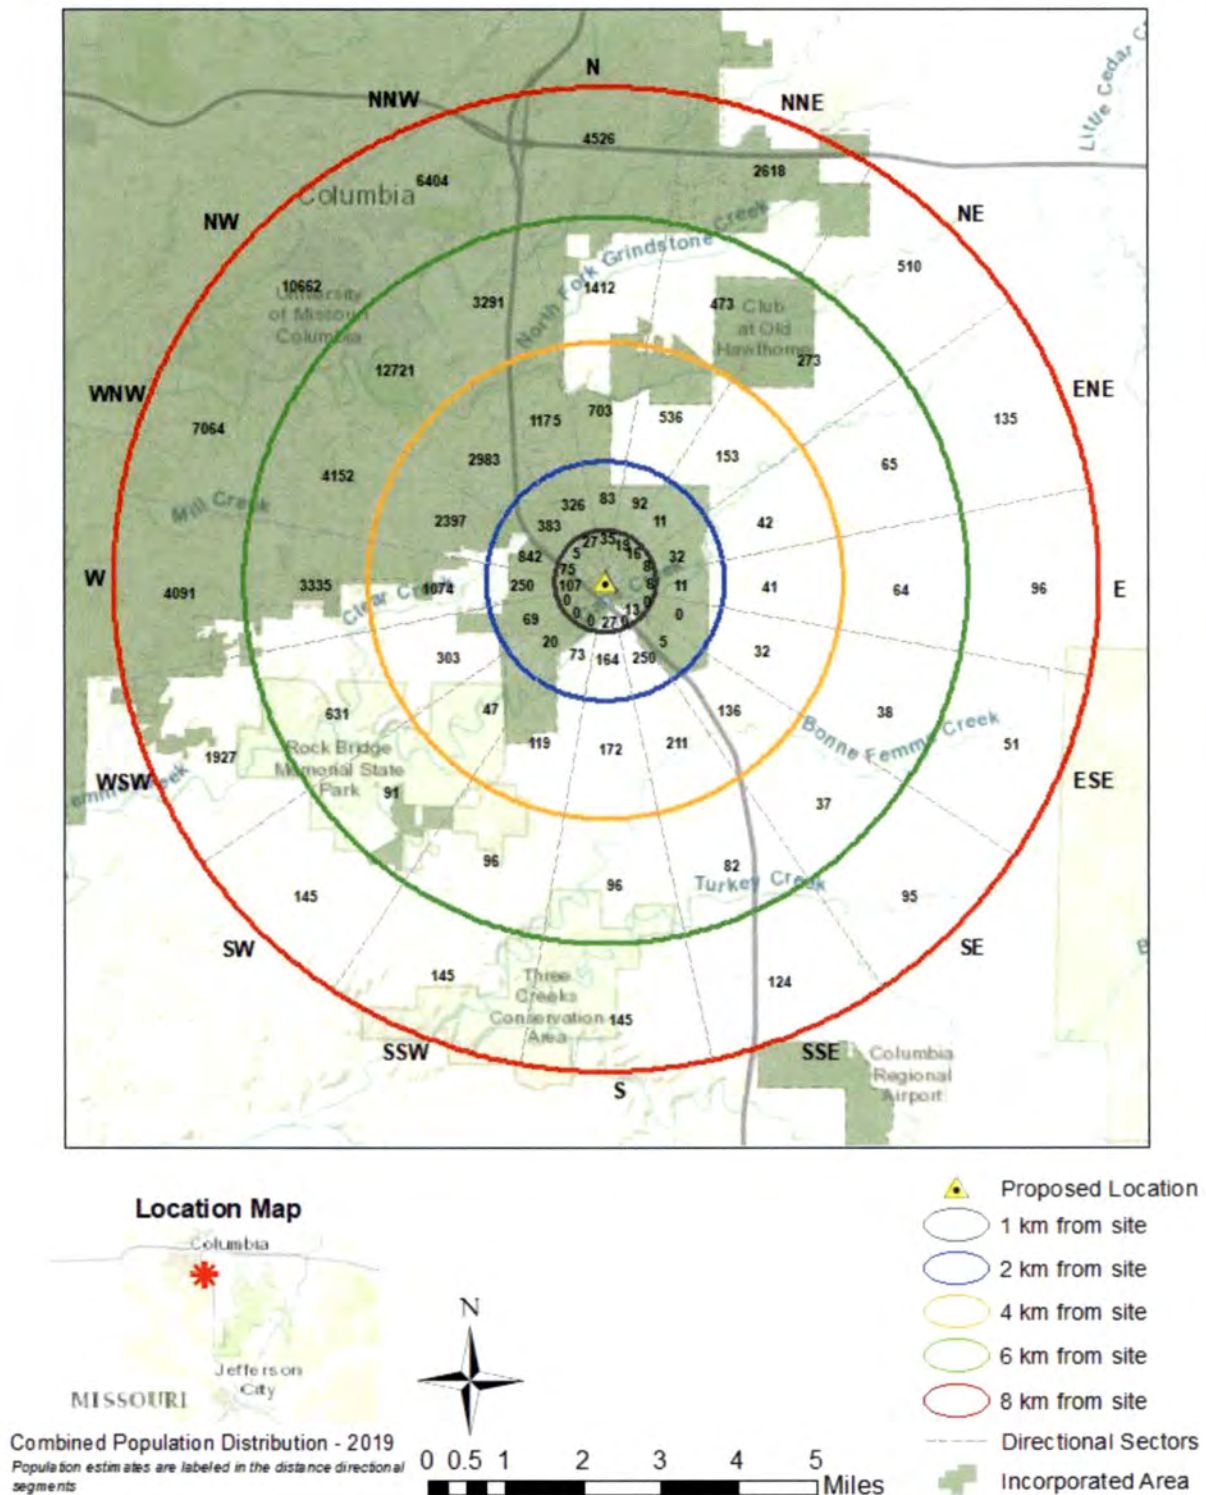 N
NNW
NNE
Little Cedar C
4526
2618
6404
Columbia
NW
NE
510
Creek
North Fork Grindstone
10662
University
of Missouri
Columbia
3291
1412
473
Club
at Old
Hawthorne
273
12721
WNW
ENE
7064
1175
703
536
135
2983
153
65
4152
Mill Creek
2397
326
83
92
383
11
42
842
27
35
19
16
5
8
32
75
W
4091
3335
Clear Creek
1074
250
107
8
11
41
64
96
E
0
0
0
0
27
0
13
0
0
69
20
73
164
250
5
303
32
631
47
136
38
Bonne Femme Creek
51
1927
Rock Bridge
Memorial State
Park
119
172
211
WSW
emme Creek
91
37
ESE
96
82
96
Turkey Creek
145
95
SW
SE
145
Three
Creeks
Conservation
Area
145
124
SSW
SSE
Columbia
Regional
Airport
S
B
Location Map
Columbia
Jefferson
City
MISSOURI
N
Combined Population Distribution - 2019
Population estimates are labeled in the distance directional
segments
0 0.5 1 2 3 4 5
Miles
Proposed Location
1 km from site
2 km from site
4 km from site
6 km from site
8 km from site
Directional Sectors
Incorporated Area